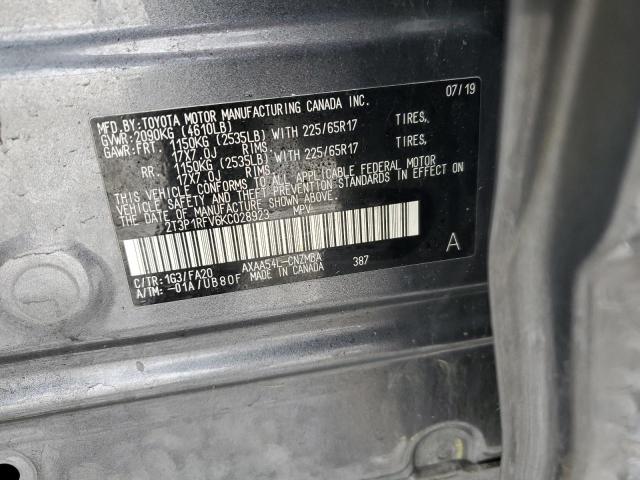 MFD.BY:TOYOTA MOTOR MANUFACTURING CANADA INC. 07/19
GVWR:2090KG (4610LB)
GAWR:FRT 1150KG (2535LB) WITH 225/65R17 TIRES,
17X7.0J RIMS
RR. 1150KG (2535LB) WITH 225/65R17 TIRES,
17X7.0J RIMS
THIS VEHICLE CONFORMS TO ALL APPLICABLE FEDERAL MOTOR
VEHICLE SAFETY AND THEFT PREVENTION STANDARDS IN EFFECT ON
THE DATE OF MANUFACTURE SHOWN ABOVE.
2T3P1RFV6KC028923 MPV
A
C/TR:163/FA20 AXAA54L-CNZMBA 387
A/TM:-01A/UB80F MADE IN CANADA